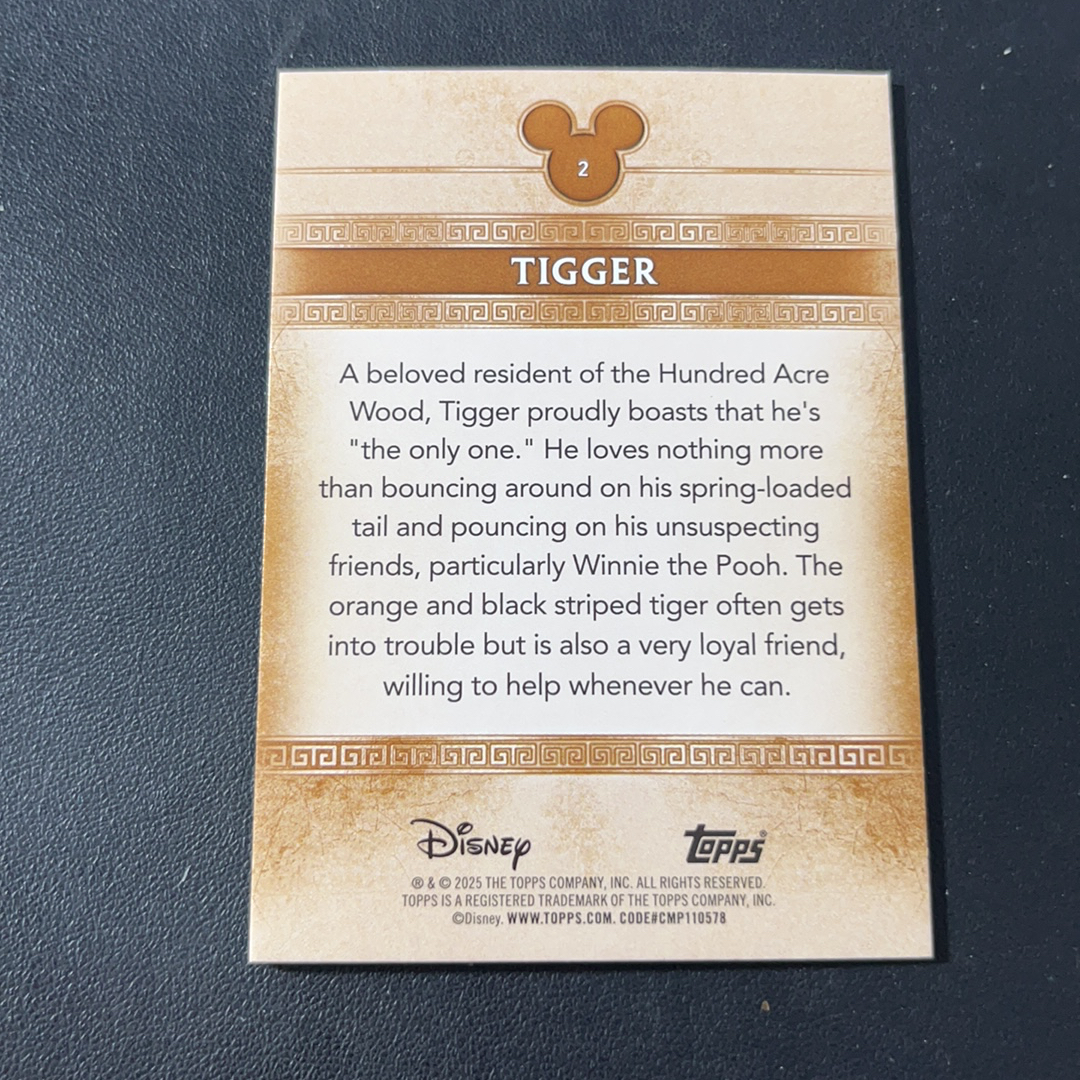 2
TIGGER
A beloved resident of the Hundred Acre
Wood, Tigger proudly boasts that he's
"the only one." He loves nothing more
than bouncing around on his spring-loaded
tail and pouncing on his unsuspecting
friends, particularly Winnie the Pooh. The
orange and black striped tiger often gets
into trouble but is also a very loyal friend,
willing to help whenever he can.
Disney topps®
® & © 2025 THE TOPPS COMPANY, INC. ALL RIGHTS RESERVED.
TOPPS IS A REGISTERED TRADEMARK OF THE TOPPS COMPANY, INC.
©Disney. WWW.TOPPS.COM. CODE#CMP110578